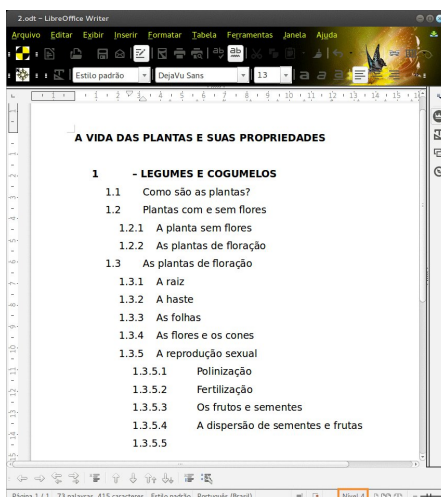 2.odt - LibreOffice Writer
Arquivo Editar Exibir Inserir Formatar Tabela Ferramentas Janela Ajuda
Estilo padrão DejaVu Sans 13
A VIDA DAS PLANTAS E SUAS PROPRIEDADES
1 – LEGUMES E COGUMELOS
1.1 Como são as plantas?
1.2 Plantas com e sem flores
1.2.1 A planta sem flores
1.2.2 As plantas de floração
1.3 As plantas de floração
1.3.1 A raiz
1.3.2 A haste
1.3.3 As folhas
1.3.4 As flores e os cones
1.3.5 A reprodução sexual
1.3.5.1 Polinização
1.3.5.2 Fertilização
1.3.5.3 Os frutos e sementes
1.3.5.4 A dispersão de sementes e frutas
1.3.5.5
Página 1 / 1 73 palavras, 415 caracteres Estilo padrão Português (Brasil) Nível 4